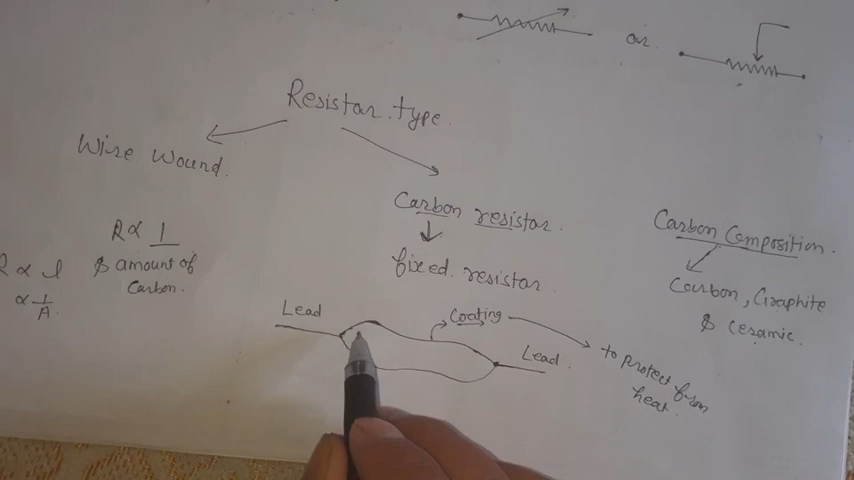 or
Resistor type.
Wire Wound.
Carbon resistor.
fixed resistor
Carbon Composition.
Carbon, Graphite
& ceramic.
R ∝ 1
& amount of
Carbon.
R ∝ l
∝ 1/A.
Lead
Coating
Lead
to protect from
heat.